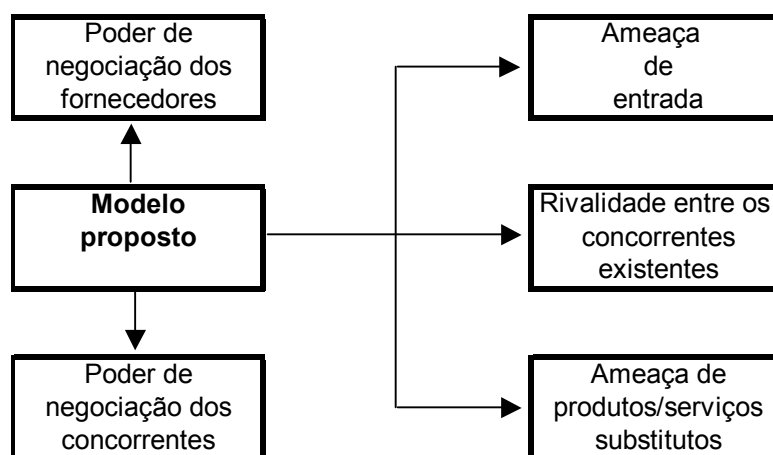 Poder de
negociação dos
fornecedores
Ameaça
de
entrada
Modelo
proposto
Rivalidade entre os
concorrentes
existentes
Poder de
negociação dos
concorrentes
Ameaça de
produtos/serviços
substitutos